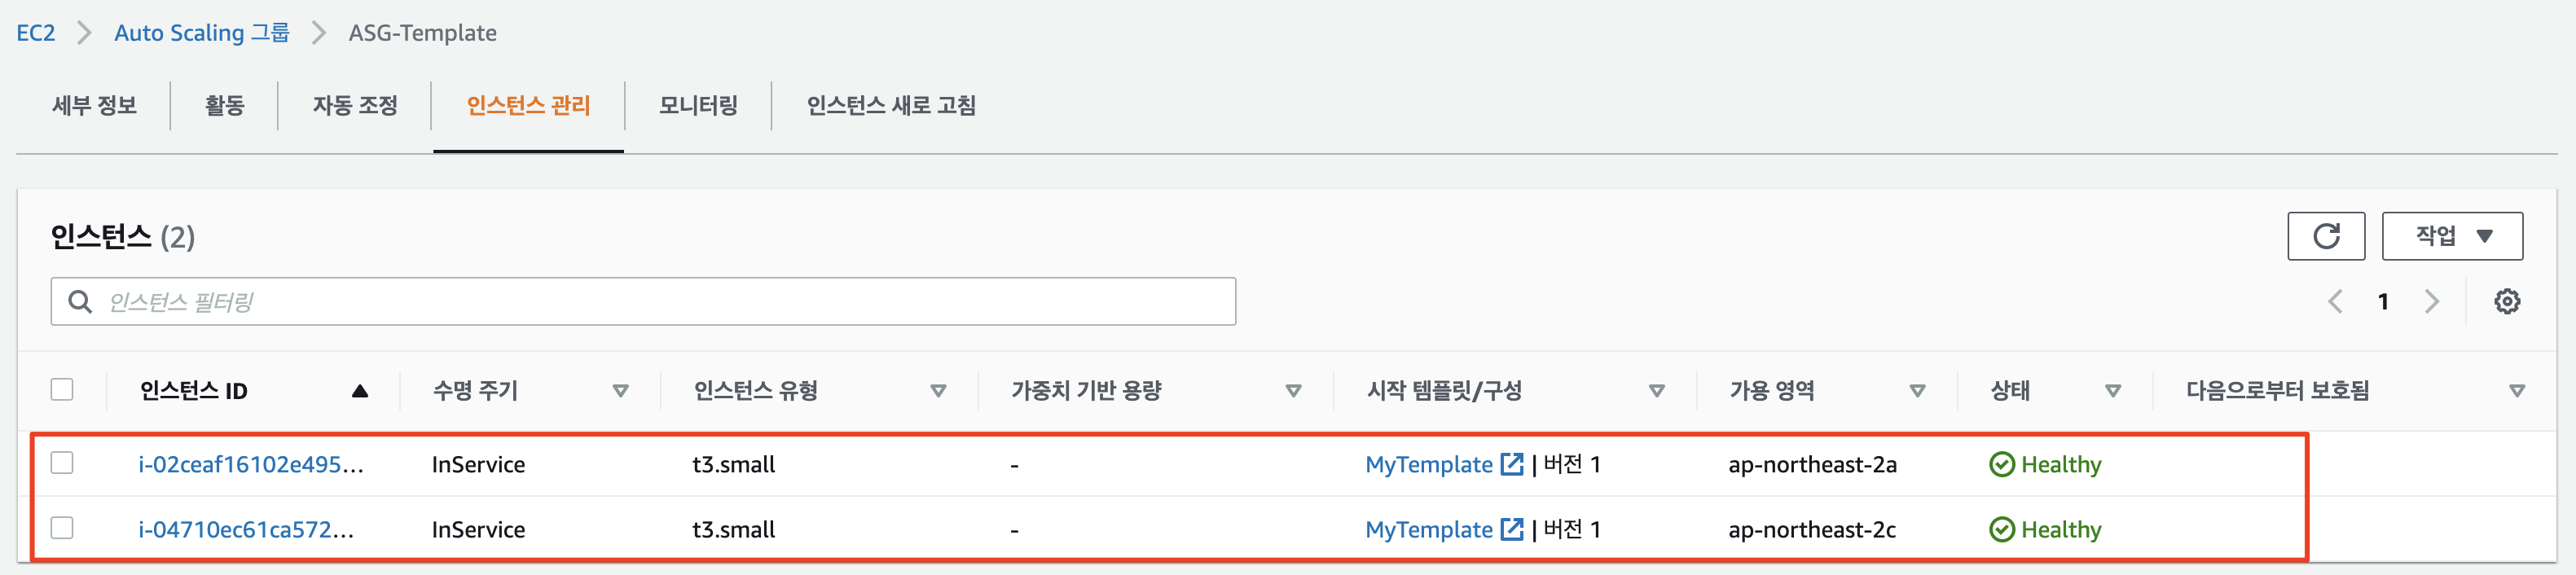 EC2 > Auto Scaling 그룹 > ASG-Template
세부 정보 활동 자동 조정 인스턴스 관리 모니터링 인스턴스 새로 고침
인스턴스 (2)
작업
인스턴스 필터링
1
인스턴스 ID 수명 주기 인스턴스 유형 가중치 기반 용량 시작 템플릿/구성 가용 영역 상태 다음으로부터 보호됨
i-02ceaf16102e495... InService t3.small - MyTemplate | 버전 1 ap-northeast-2a Healthy
i-04710ec61ca572... InService t3.small - MyTemplate | 버전 1 ap-northeast-2c Healthy